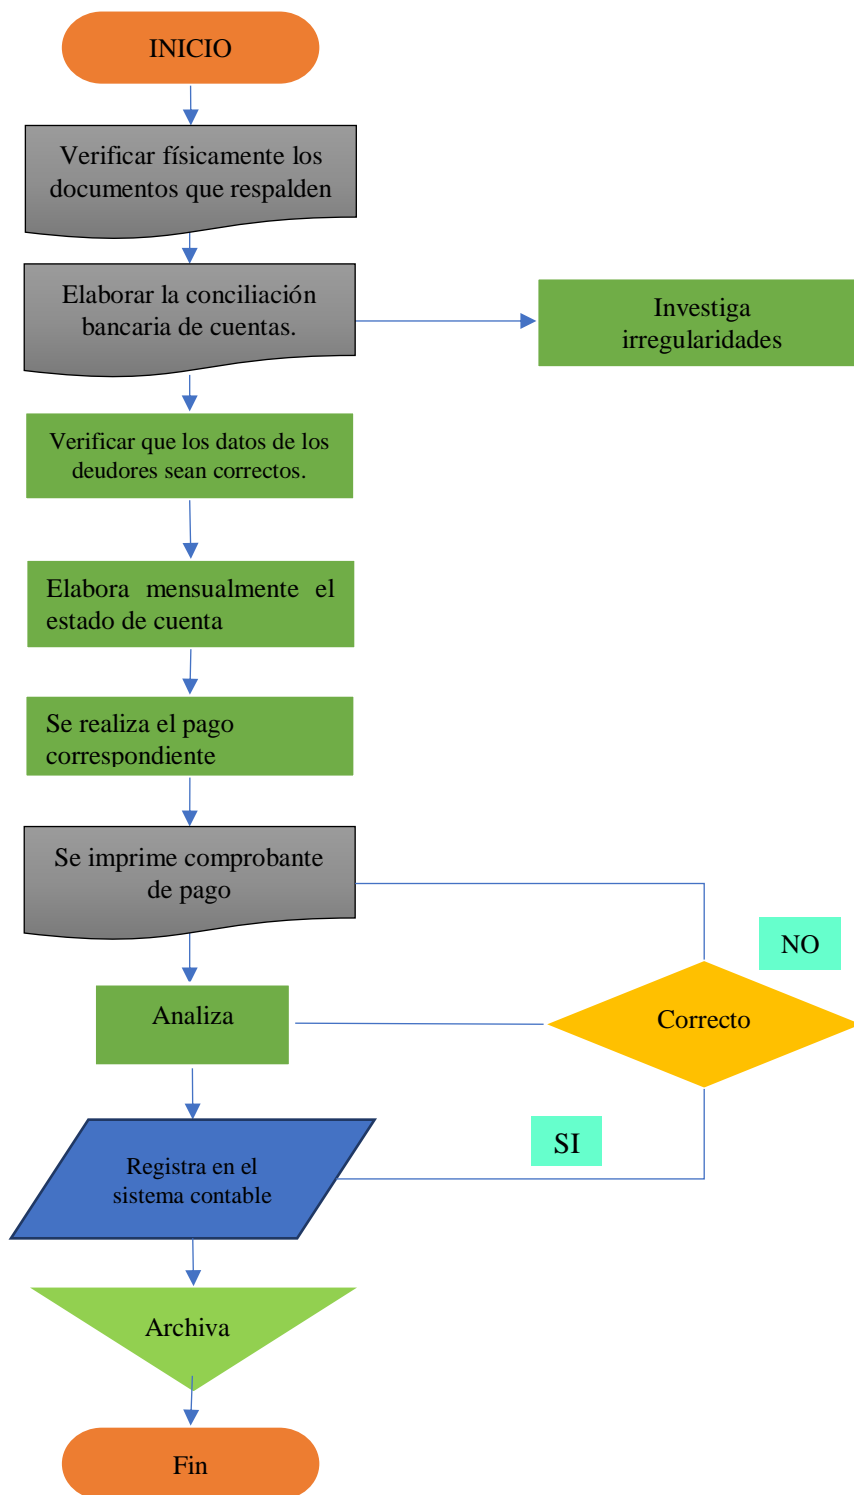 INICIO
Verificar físicamente los
documentos que respalden
Elaborar la conciliación
bancaria de cuentas.
Investiga
irregularidades
Verificar que los datos de los
deudores sean correctos.
Elabora mensualmente el
estado de cuenta
Se realiza el pago
correspondiente
Se imprime comprobante
de pago
NO
Analiza
Correcto
SI
Registra en el
sistema contable
Archiva
Fin